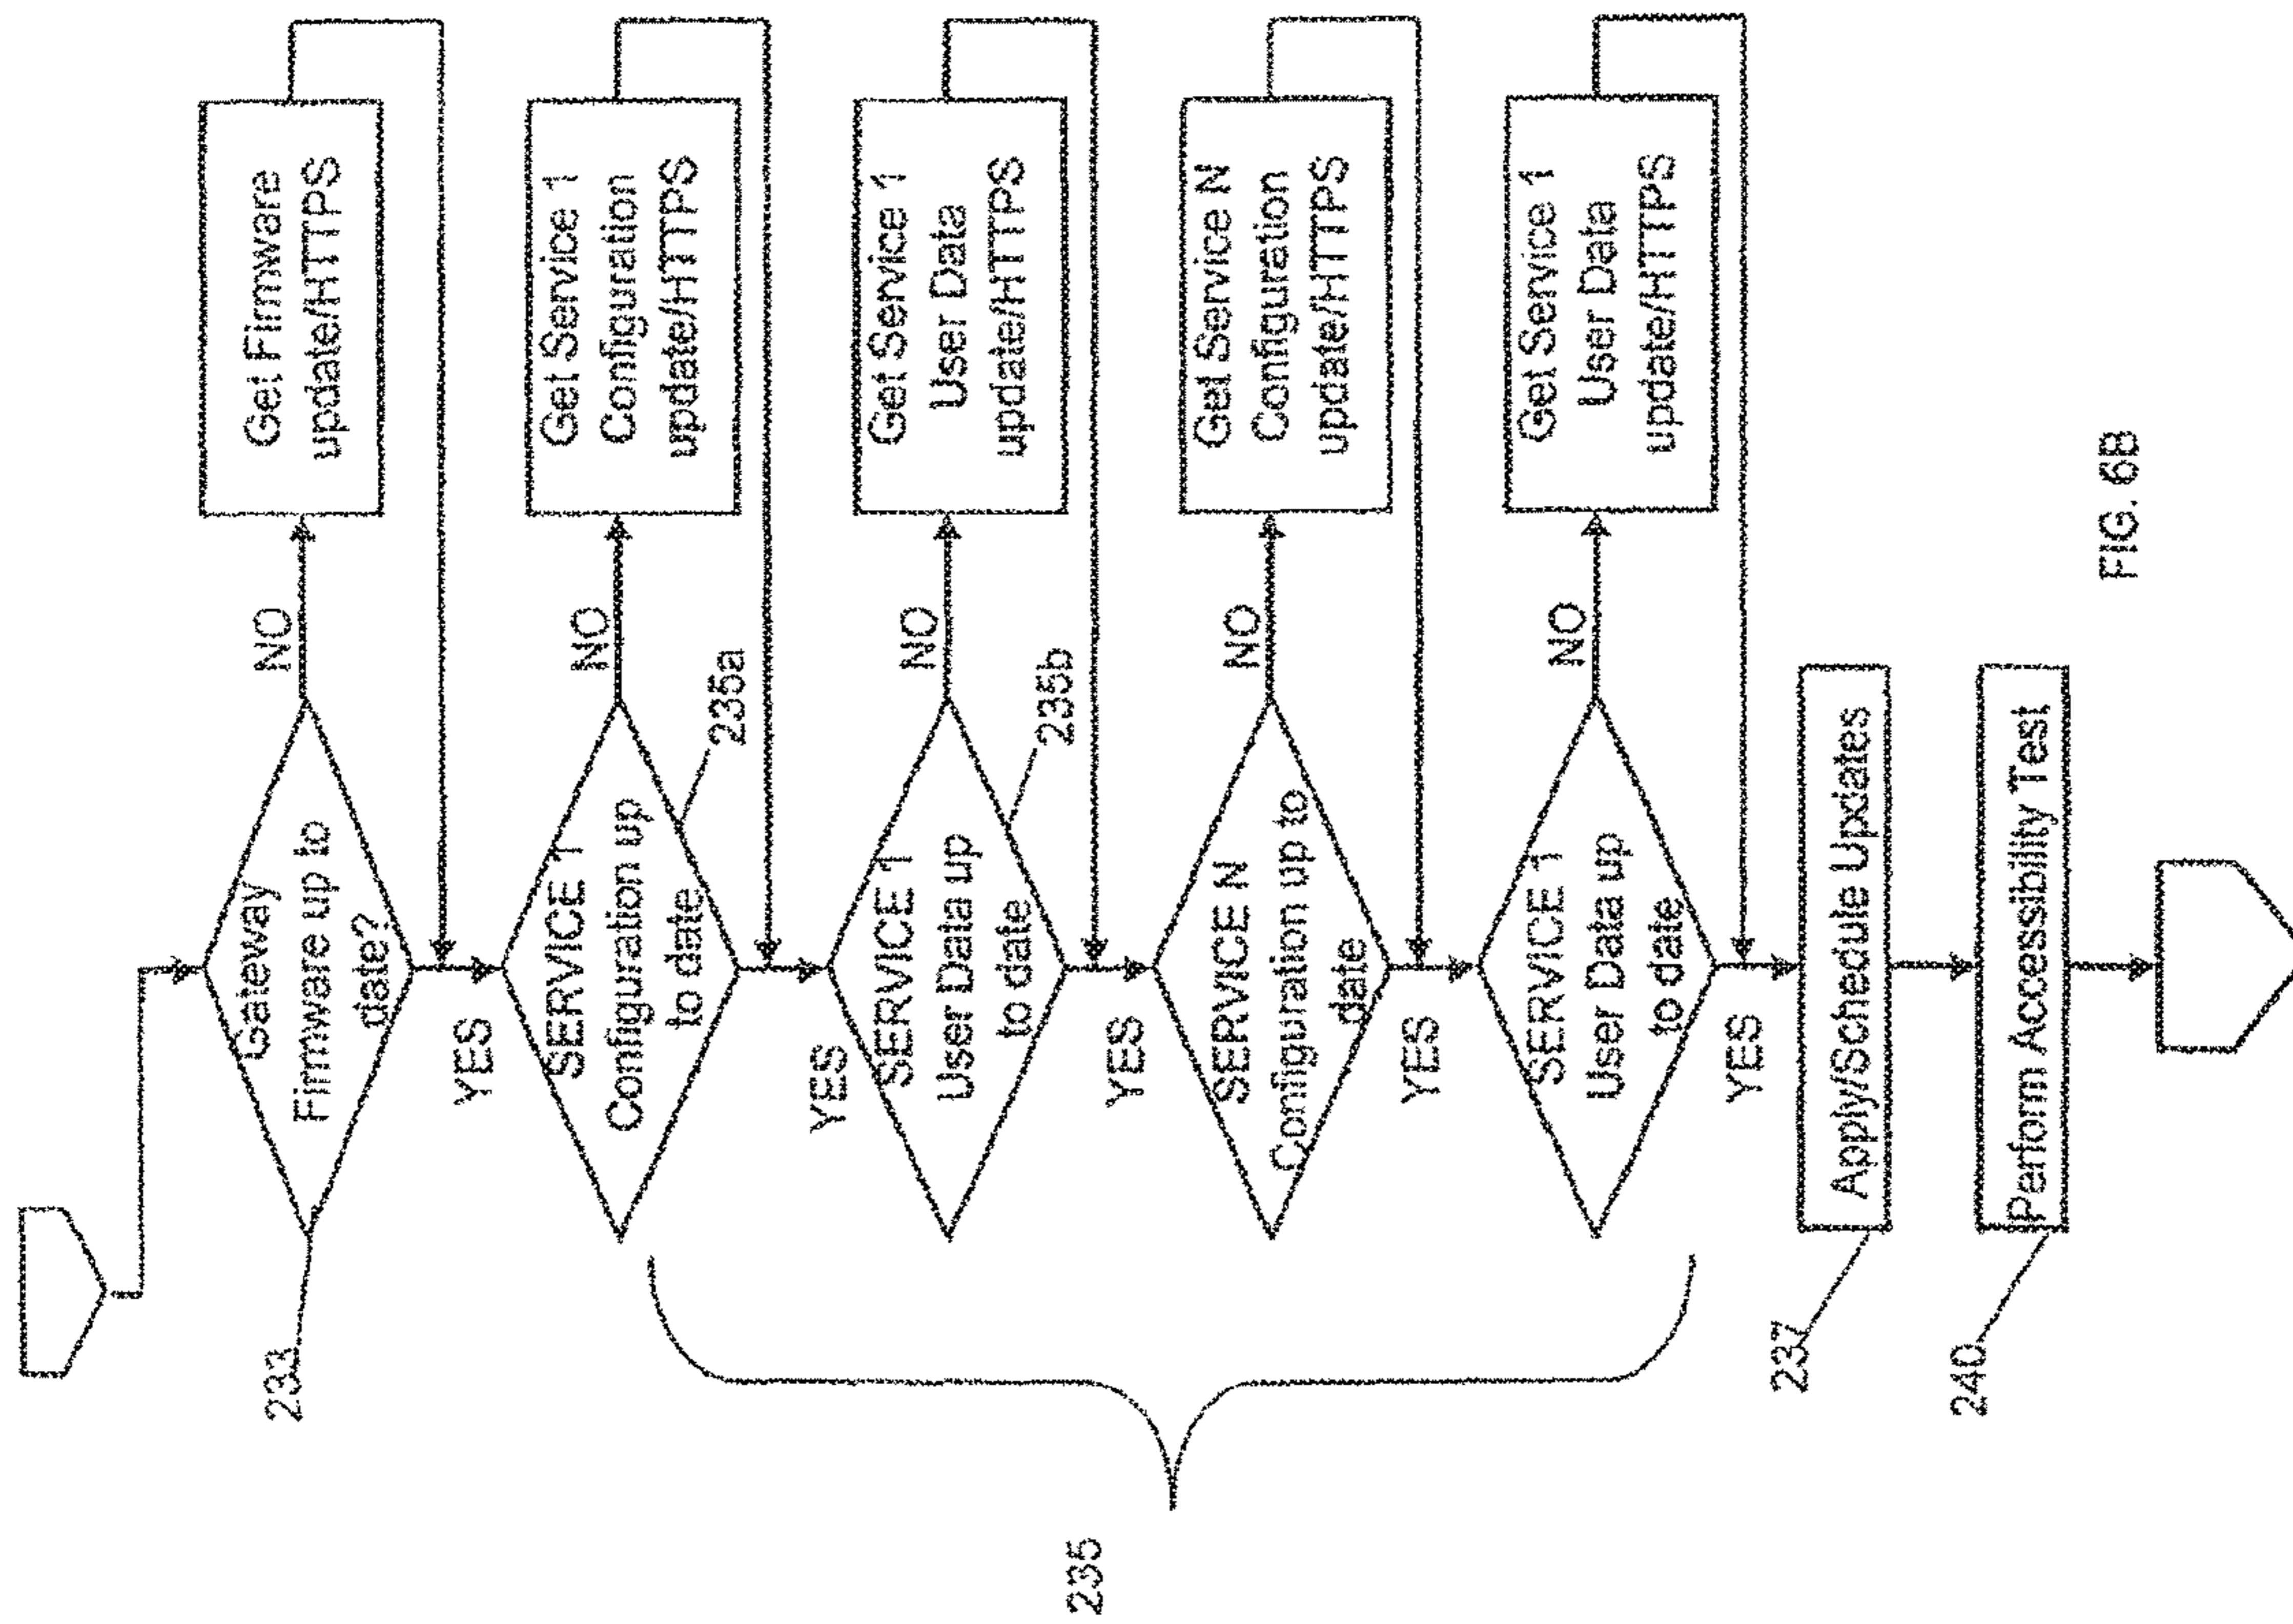 233
Gateway
Firmware up to
date?
NO
Get Firmware
update/HTTPS
YES
SERVICE 1
Configuration up
to date
235a
NO
Get Service 1
Configuration
update/HTTPS
YES
SERVICE 1
User Data up
to date
235b
NO
Get Service 1
User Data
update/HTTPS
YES
SERVICE N
Configuration up to
date
NO
Get Service N
Configuration
update/HTTPS
YES
SERVICE 1
User Data up
to date
NO
Get Service 1
User Data
update/HTTPS
YES
235
237
Apply/Schedule Updates
240
Perform Accessibility Test
FIG. 6B